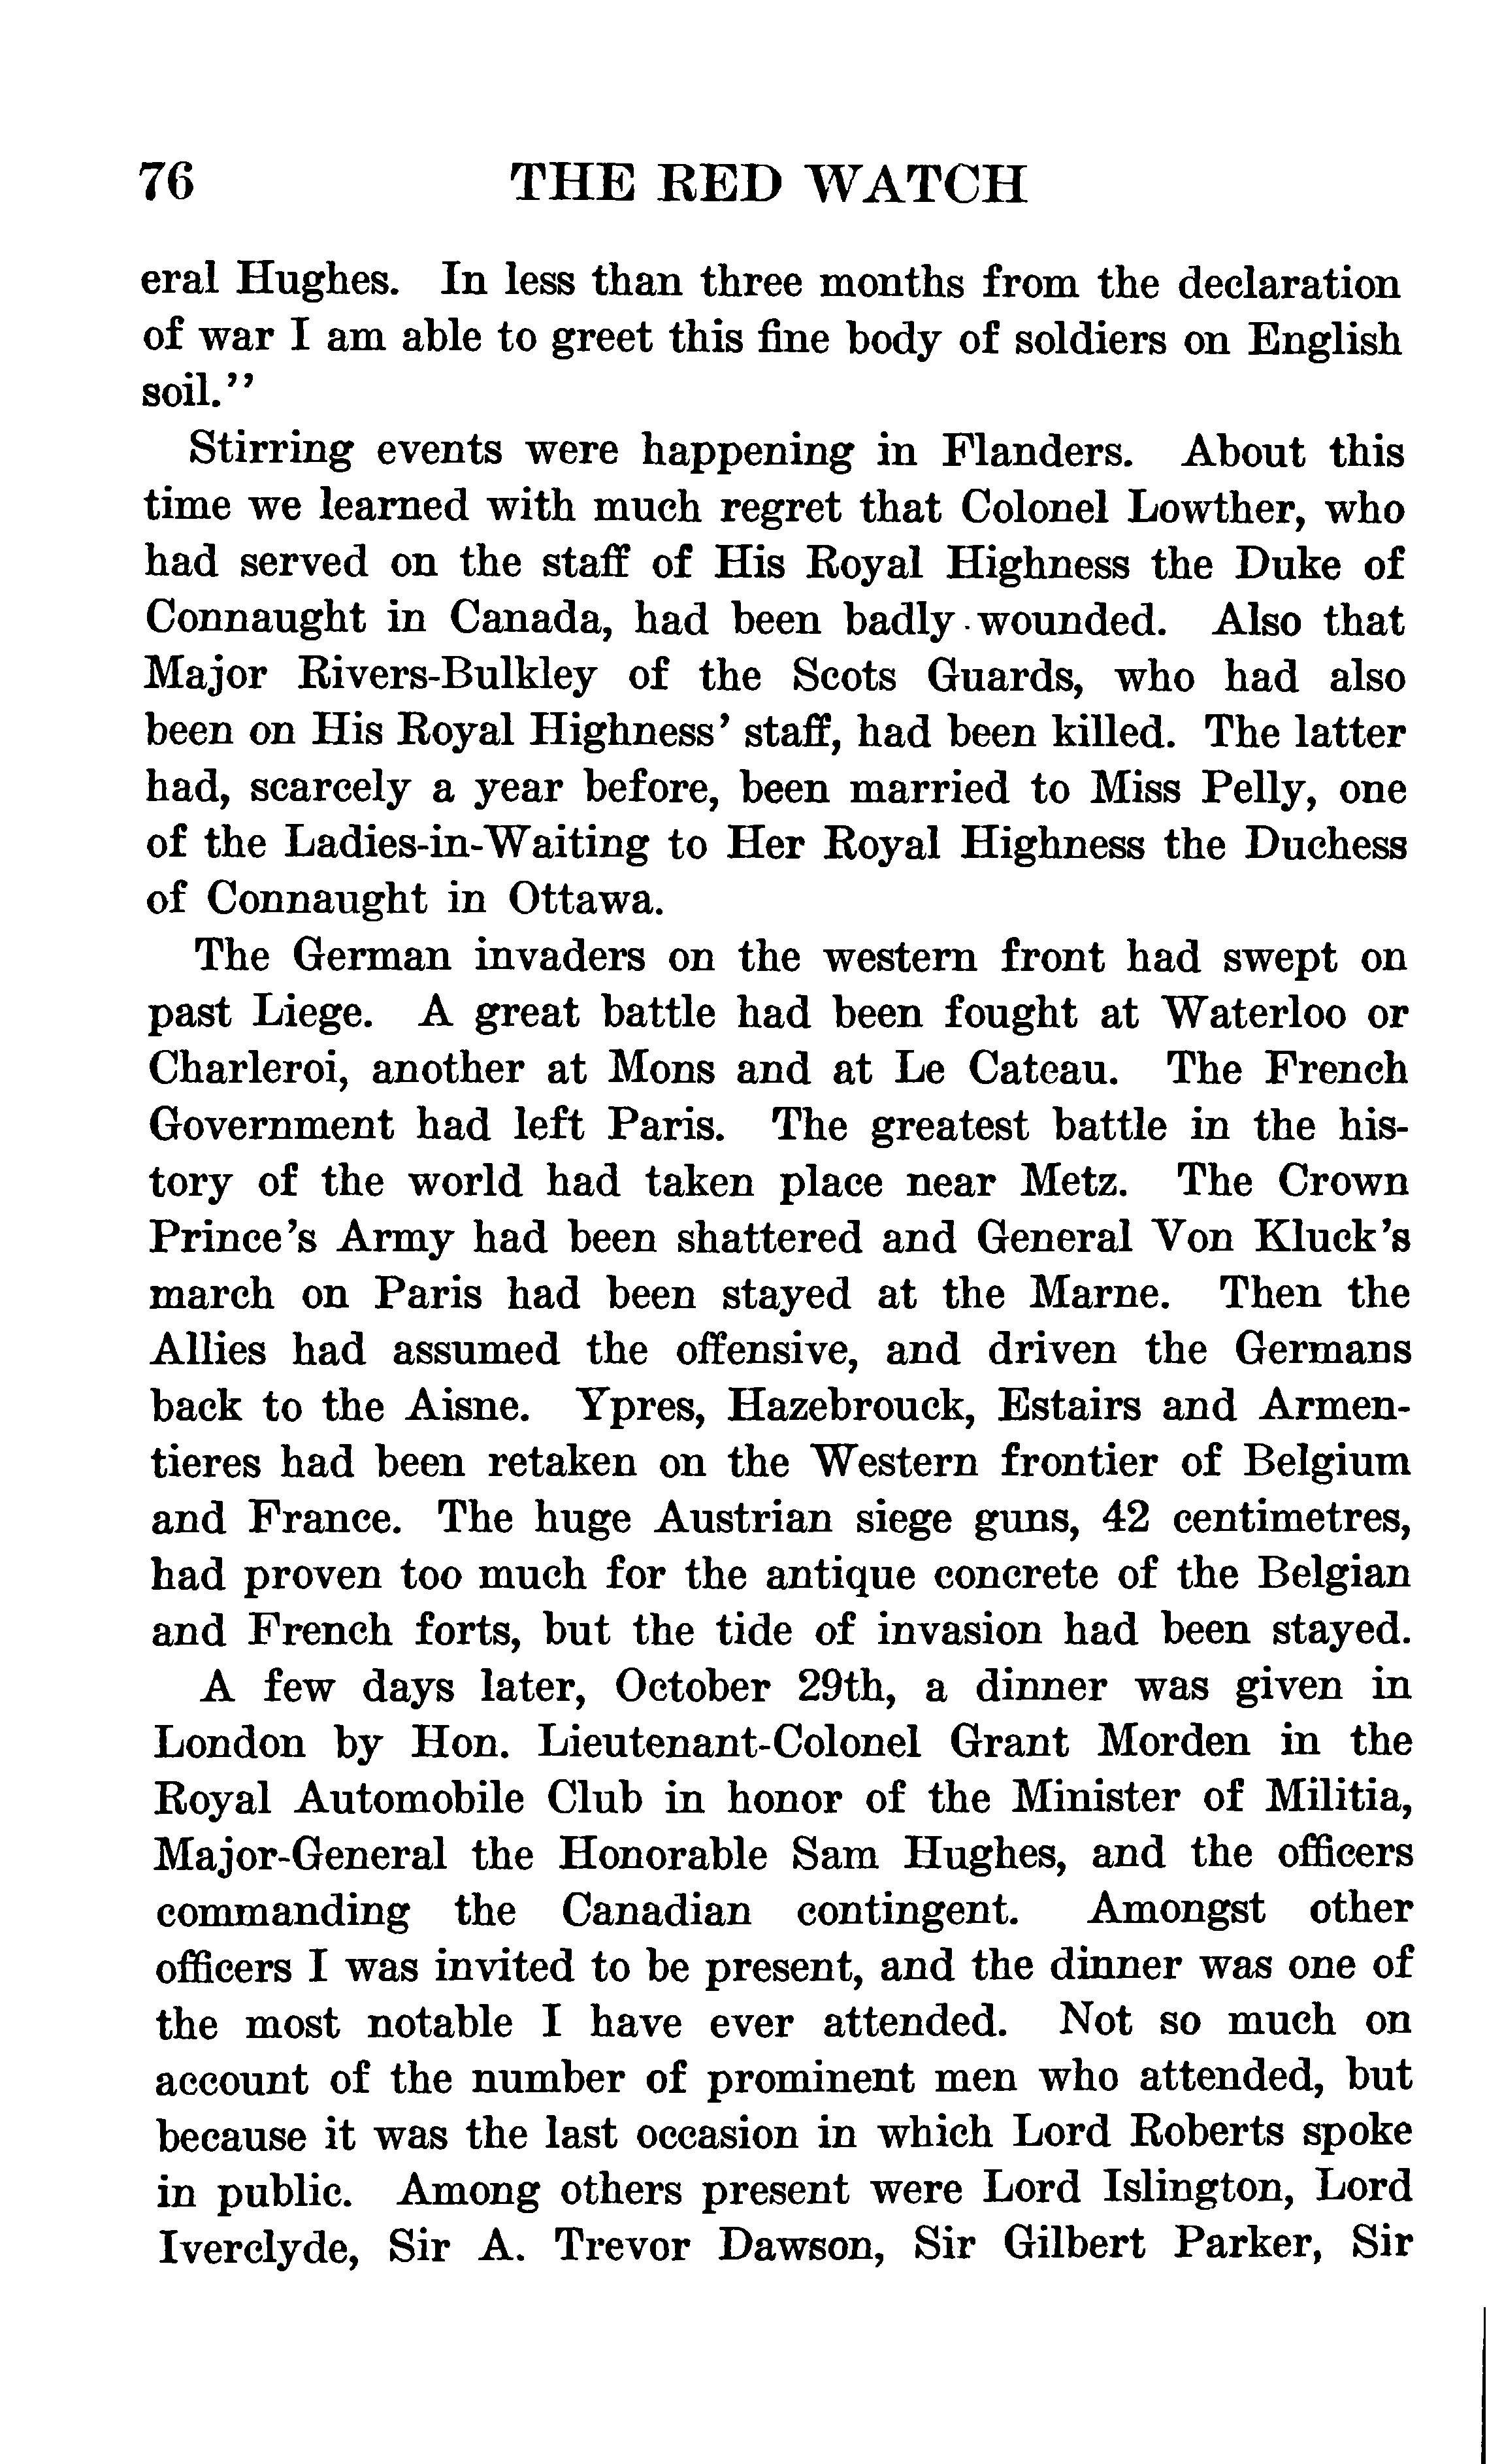 76 THE RED WATCH
eral Hughes. In less than three months from the declaration
of war I am able to greet this fine body of soldiers on English
soil.''
Stirring events were happening in Flanders. About this
time we learned with much regret that Colonel Lowther, who
had served on the staff of His Royal Highness the Duke of
Connaught in Canada, had been badly wounded. Also that
Major Rivers-Bulkley of the Scots Guards, who had also
been on His Royal Highness' staff, had been killed. The latter
had, scarcely a year before, been married to Miss Pelly, one
of the Ladies-in-Waiting to Her Royal Highness the Duchess
of Connaught in Ottawa.
The German invaders on the western front had swept on
past Liege. A great battle had been fought at Waterloo or
Charleroi, another at Mons and at Le Cateau. The French
Government had left Paris. The greatest battle in the his-
tory of the world had taken place near Metz. The Crown
Prince's Army had been shattered and General Von Kluck's
march on Paris had been stayed at the Marne. Then the
Allies had assumed the offensive, and driven the Germans
back to the Aisne. Ypres, Hazebrouck, Estairs and Armen-
tieres had been retaken on the Western frontier of Belgium
and France. The huge Austrian siege guns, 42 centimetres,
had proven too much for the antique concrete of the Belgian
and French forts, but the tide of invasion had been stayed.
A few days later, October 29th, a dinner was given in
London by Hon. Lieutenant-Colonel Grant Morden in the
Royal Automobile Club in honor of the Minister of Militia,
Major-General the Honorable Sam Hughes, and the officers
commanding the Canadian contingent. Amongst other
officers I was invited to be present, and the dinner was one of
the most notable I have ever attended. Not so much on
account of the number of prominent men who attended, but
because it was the last occasion in which Lord Roberts spoke
in public. Among others present were Lord Islington, Lord
Iverclyde, Sir A. Trevor Dawson, Sir Gilbert Parker, Sir